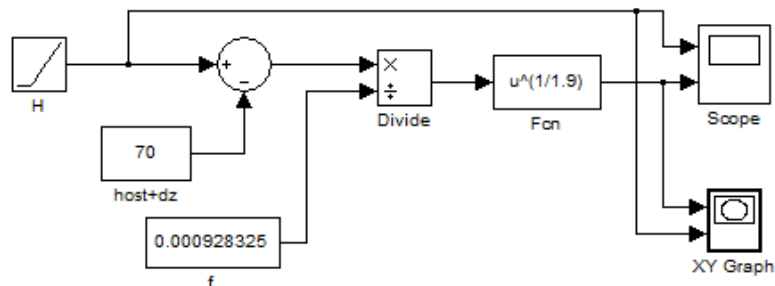 H
+
−
70
host+dz
0.000928325
f
×
÷
Divide
u^(1/1.9)
Fcn
Scope
XY Graph